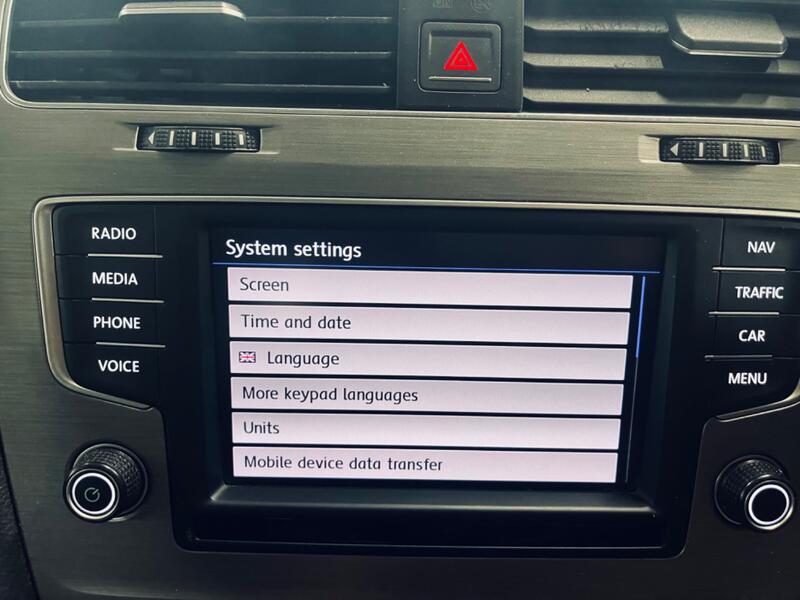 RADIO
MEDIA
PHONE
VOICE
System settings
Screen
Time and date
Language
More keypad languages
Units
Mobile device data transfer
NAV
TRAFFIC
CAR
MENU